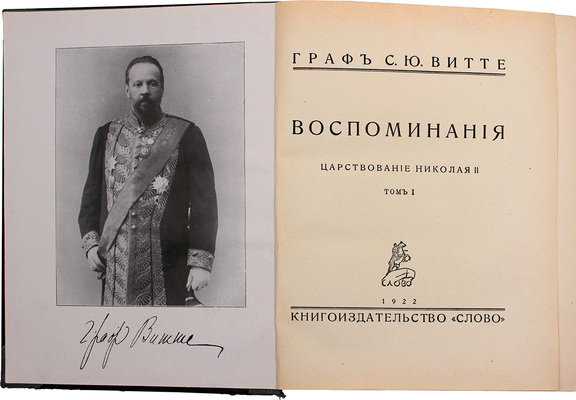 Графъ Витте
ГРАФЪ С.Ю. ВИТТЕ
ВОСПОМИНАНІЯ
ЦАРСТВОВАНІЕ НИКОЛАЯ II
ТОМЪ I
СЛОВО
1922
КНИГОИЗДАТЕЛЬСТВО «СЛОВО»